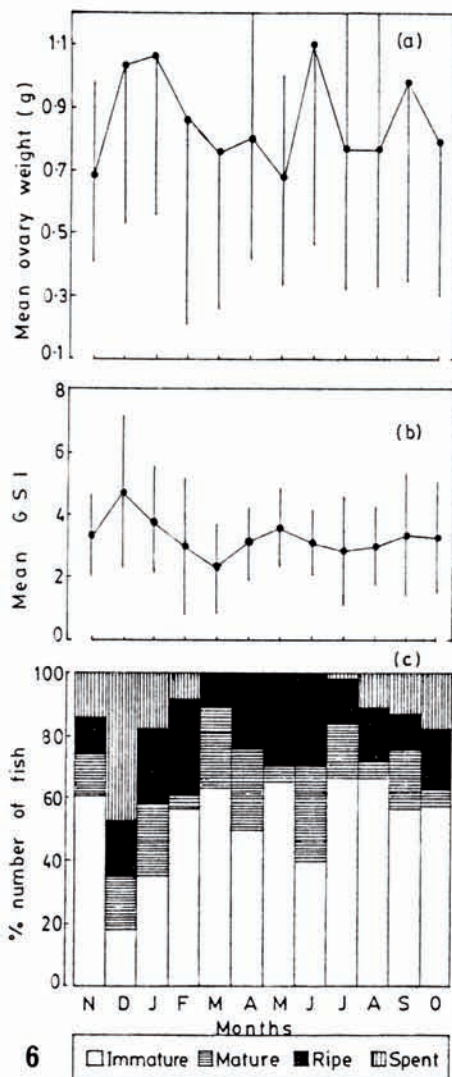 (a)
Mean ovary weight (g)
1·1
0·9
0·7
0·5
0·3
0·1
(b)
Mean GSI
8
6
4
2
0
(c)
% number of fish
100
80
60
40
20
0
N D J F M A M J J A S O
Months
6
Immature Mature Ripe Spent